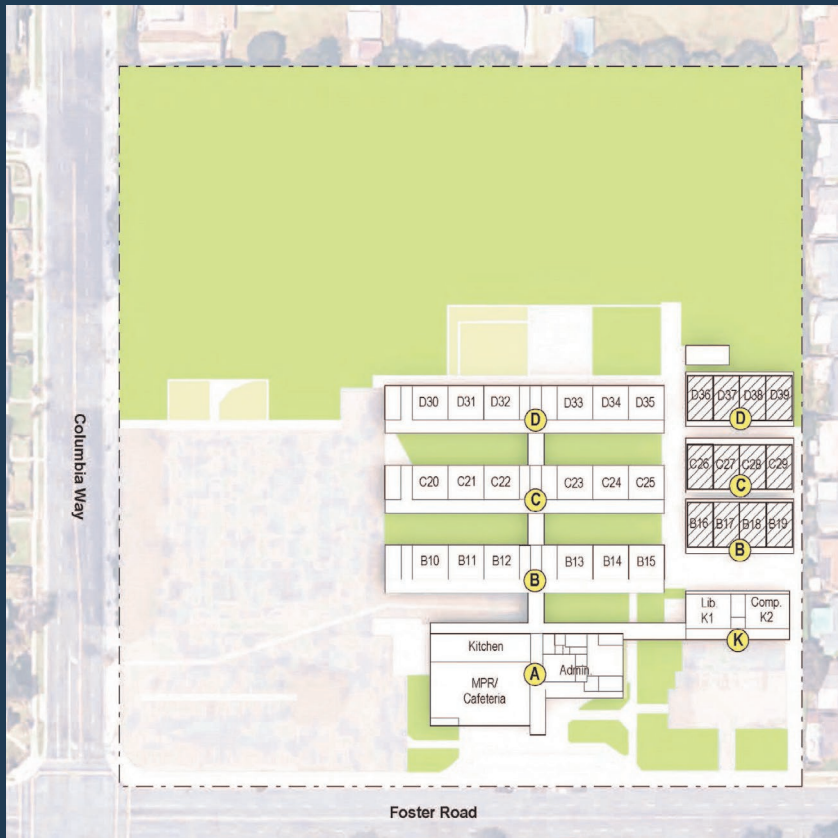 D30 D31 D32 D33 D34 D35
D36 D37 D38 D39
D
D
C20 C21 C22 C23 C24 C25
C26 C27 C28 C29
C
C
B10 B11 B12 B13 B14 B15
B16 B17 B18 B19
B
B
Lib.
K1
Comp.
K2
K
Kitchen
MPR/
Cafeteria
A
Admin.
Columbia Way
Foster Road